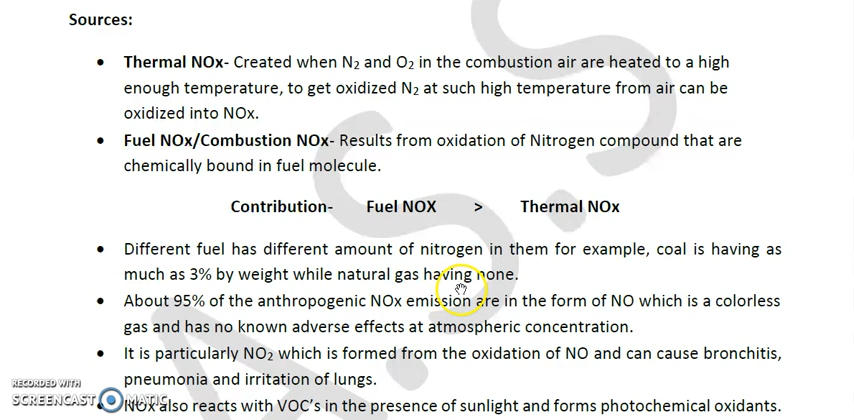 Sources:
• Thermal NOx- Created when N₂ and O₂ in the combustion air are heated to a high
enough temperature, to get oxidized N₂ at such high temperature from air can be
oxidized into NOx.
• Fuel NOx/Combustion NOx- Results from oxidation of Nitrogen compound that are
chemically bound in fuel molecule.
Contribution- Fuel NOX > Thermal NOx
• Different fuel has different amount of nitrogen in them for example, coal is having as
much as 3% by weight while natural gas having none.
• About 95% of the anthropogenic NOx emission are in the form of NO which is a colorless
gas and has no known adverse effects at atmospheric concentration.
• It is particularly NO₂ which is formed from the oxidation of NO and can cause bronchitis,
pneumonia and irritation of lungs.
• NOx also reacts with VOC's in the presence of sunlight and forms photochemical oxidants.
RECORDED WITH
SCREENCAST MATIC
A.S.S